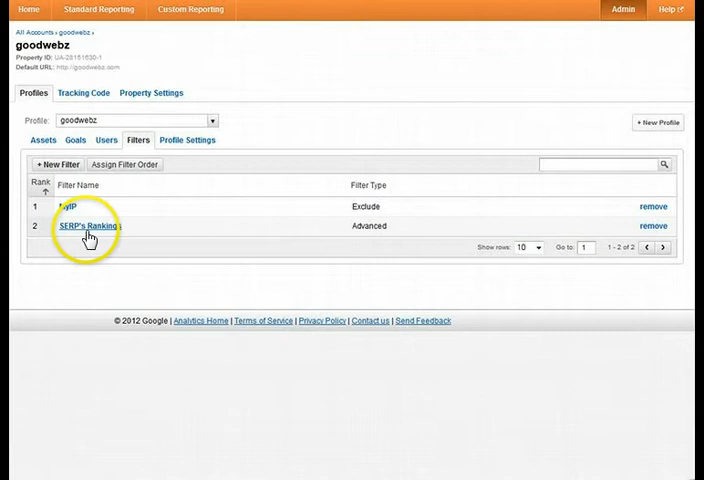 Home Standard Reporting Custom Reporting Admin Help
All Accounts › goodwebz ›
goodwebz
Property ID: UA-28151630-1
Default URL: http://goodwebz.com
Profiles Tracking Code Property Settings
Profile: goodwebz + New Profile
Assets Goals Users Filters Profile Settings
+ New Filter Assign Filter Order
Rank Filter Name Filter Type
1 MyIP Exclude remove
2 SERP's Rankings Advanced remove
Show rows: 10 Go to: 1 1 - 2 of 2
© 2012 Google | Analytics Home | Terms of Service | Privacy Policy | Contact us | Send Feedback